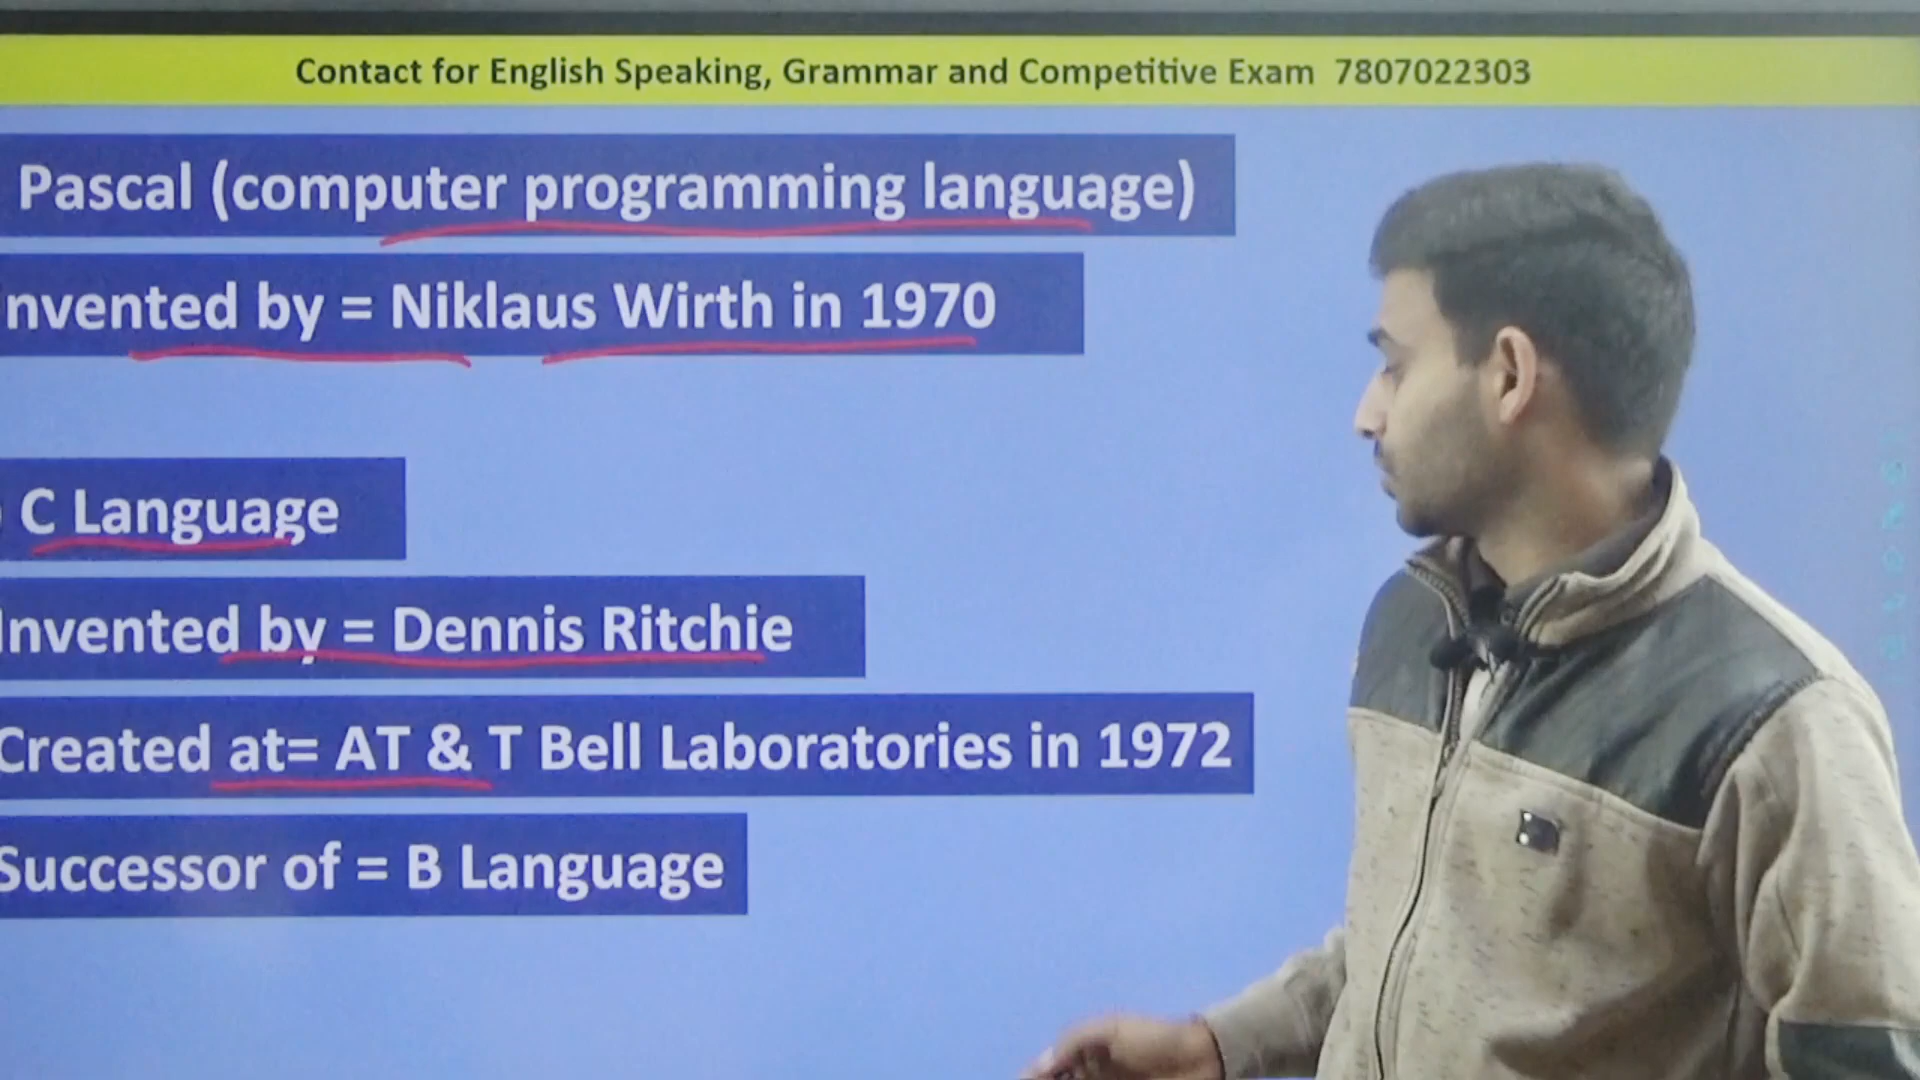 Contact for English Speaking, Grammar and Competitive Exam 7807022303
Pascal (computer programming language)
nvented by = Niklaus Wirth in 1970
C Language
Invented by = Dennis Ritchie
Created at= AT & T Bell Laboratories in 1972
Successor of = B Language